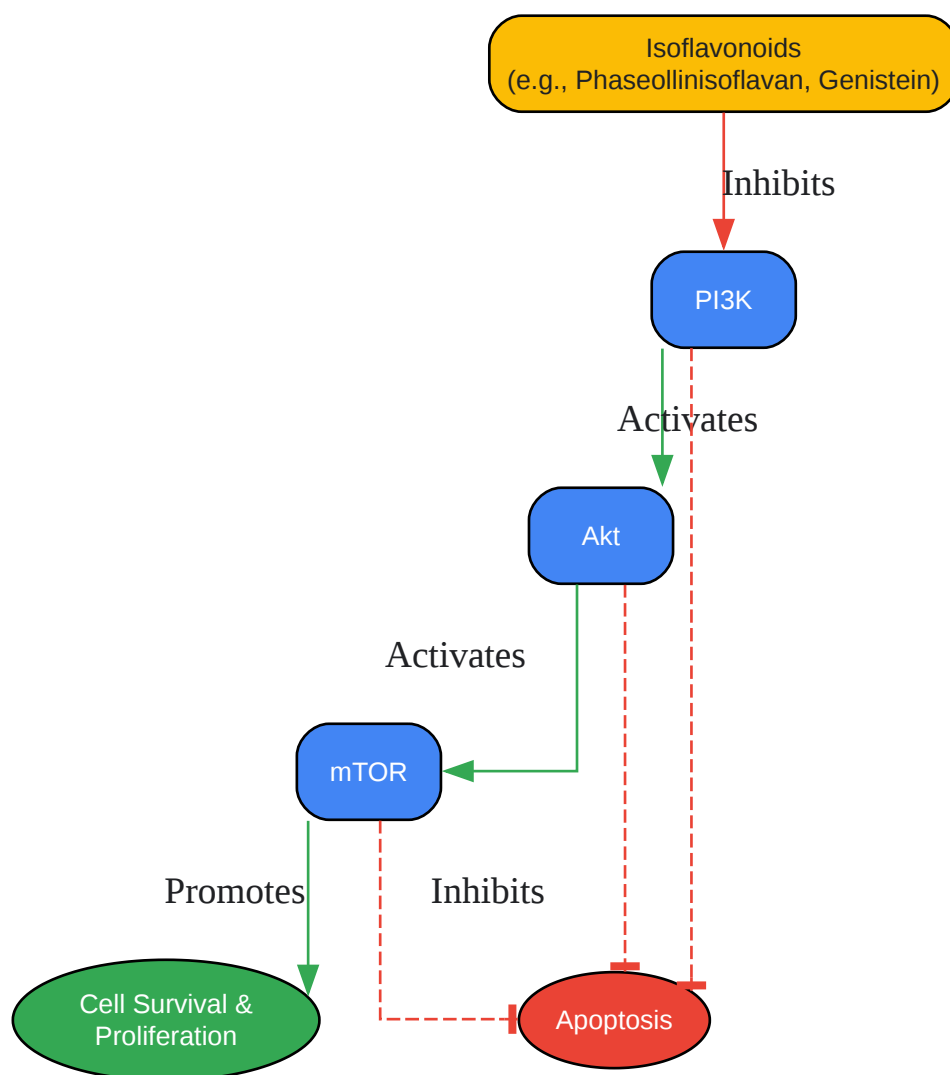 Isoflavonoids
(e.g., Phaseollinisoflavan, Genistein)
Inhibits
PI3K
Activates
Akt
Activates
mTOR
Promotes
Inhibits
Cell Survival &
Proliferation
Apoptosis